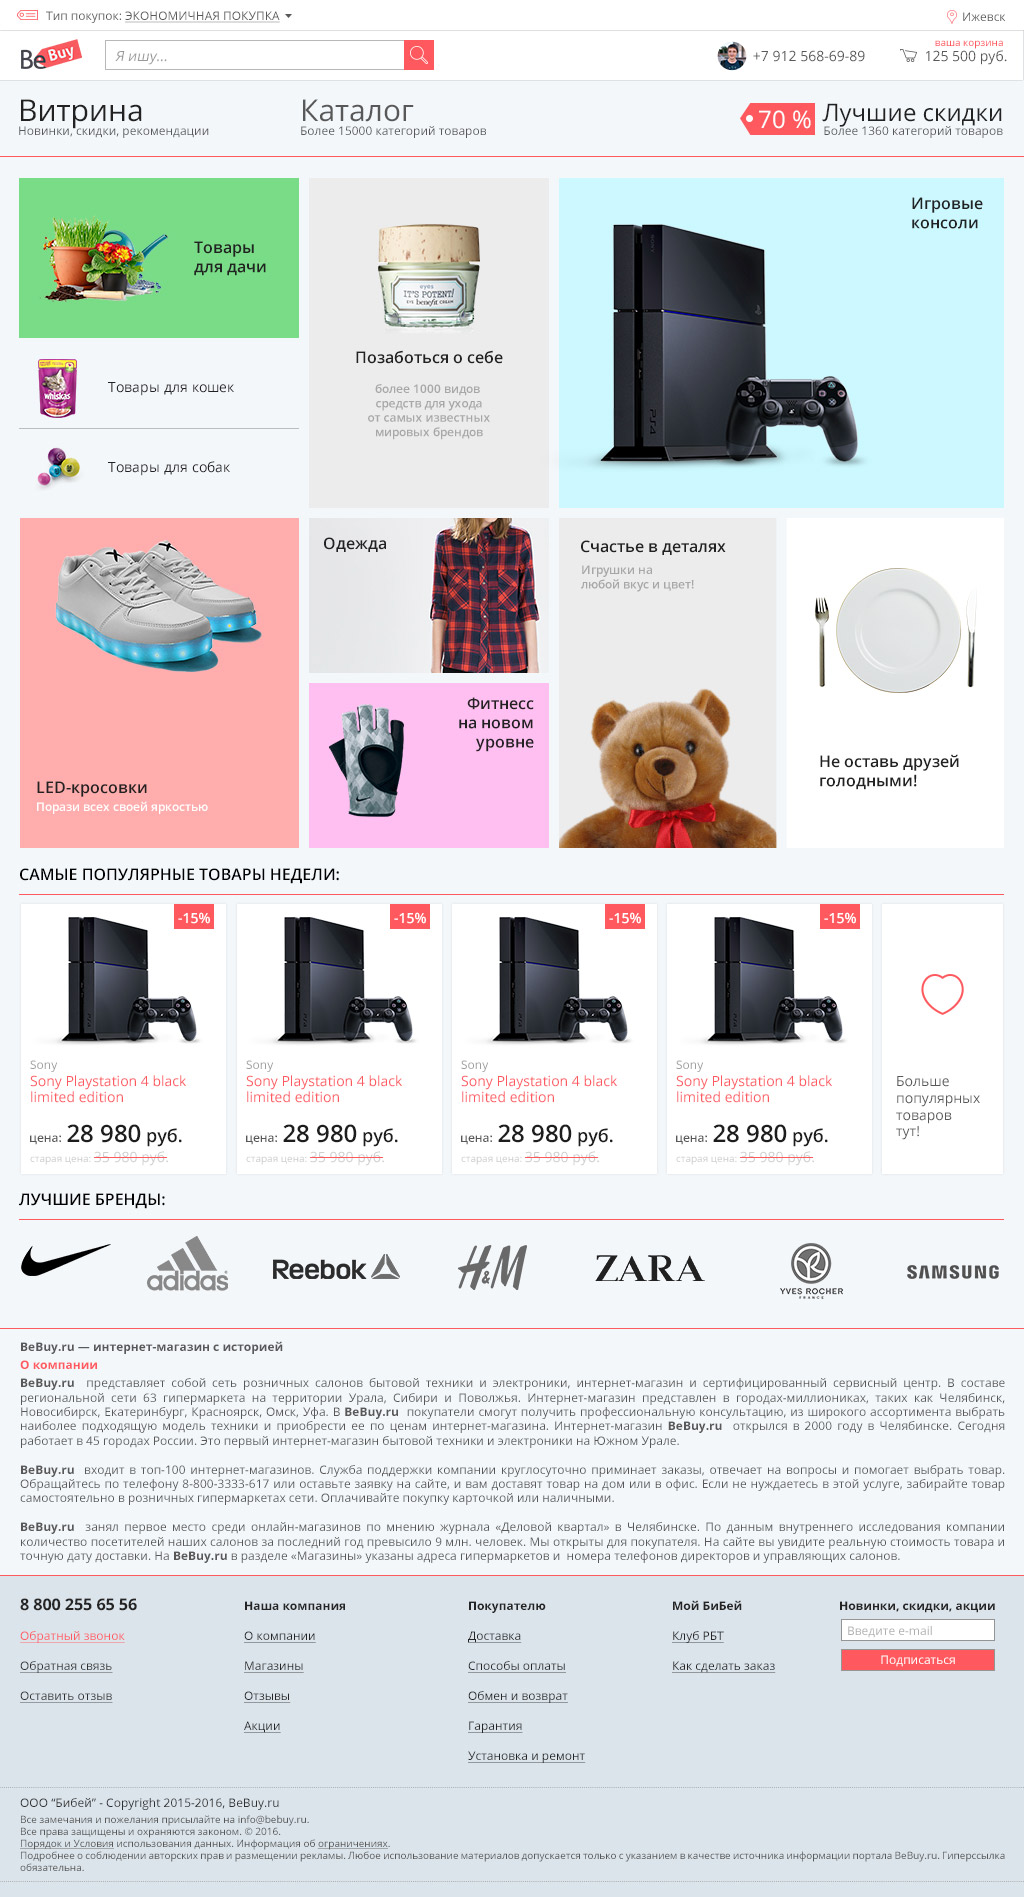 Тип покупок: ЭКОНОМИЧНАЯ ПОКУПКА
Ижевск
BeBuy
Я ищу...
+7 912 568-69-89
ваша корзина
125 500 руб.
Витрина
Новинки, скидки, рекомендации
Каталог
Более 15000 категорий товаров
70 %
Лучшие скидки
Более 1360 категорий товаров
Товары
для дачи
Товары для кошек
whiskas
Товары для собак
eyes
IT'S POTENT!
EYE benefit CREAM
Позаботься о себе
более 1000 видов
средств для ухода
от самых известных
мировых брендов
Игровые
консоли
PS4
LED-кросовки
Порази всех своей яркостью
Одежда
Фитнесс
на новом
уровне
Счастье в деталях
Игрушки на
любой вкус и цвет!
Не оставь друзей
голодными!
САМЫЕ ПОПУЛЯРНЫЕ ТОВАРЫ НЕДЕЛИ:
-15%
Sony
Sony Playstation 4 black
limited edition
цена: 28 980 руб.
старая цена: 35 980 руб.
-15%
Sony
Sony Playstation 4 black
limited edition
цена: 28 980 руб.
старая цена: 35 980 руб.
-15%
Sony
Sony Playstation 4 black
limited edition
цена: 28 980 руб.
старая цена: 35 980 руб.
-15%
Sony
Sony Playstation 4 black
limited edition
цена: 28 980 руб.
старая цена: 35 980 руб.
Больше
популярных
товаров
тут!
ЛУЧШИЕ БРЕНДЫ:
adidas
Reebok
H&M
ZARA
YVES ROCHER
FRANCE
SAMSUNG
BeBuy.ru — интернет-магазин с историей
О компании
BeBuy.ru представляет собой сеть розничных салонов бытовой техники и электроники, интернет-магазин и сертифицированный сервисный центр. В составе
региональной сети 63 гипермаркета на территории Урала, Сибири и Поволжья. Интернет-магазин представлен в городах-миллиониках, таких как Челябинск,
Новосибирск, Екатеринбург, Красноярск, Омск, Уфа. В BeBuy.ru покупатели смогут получить профессиональную консультацию, из широкого ассортимента выбрать
наиболее подходящую модель техники и приобрести ее по ценам интернет-магазина. Интернет-магазин BeBuy.ru открылся в 2000 году в Челябинске. Сегодня
работает в 45 городах России. Это первый интернет-магазин бытовой техники и электроники на Южном Урале.
BeBuy.ru входит в топ-100 интернет-магазинов. Служба поддержки компании круглосуточно приминает заказы, отвечает на вопросы и помогает выбрать товар.
Обращайтесь по телефону 8-800-3333-617 или оставьте заявку на сайте, и вам доставят товар на дом или в офис. Если не нуждаетесь в этой услуге, забирайте товар
самостоятельно в розничных гипермаркетах сети. Оплачивайте покупку карточкой или наличными.
BeBuy.ru занял первое место среди онлайн-магазинов по мнению журнала «Деловой квартал» в Челябинске. По данным внутреннего исследования компании
количество посетителей наших салонов за последний год превысило 9 млн. человек. Мы открыты для покупателя. На сайте вы увидите реальную стоимость товара и
точную дату доставки. На BeBuy.ru в разделе «Магазины» указаны адреса гипермаркетов и номера телефонов директоров и управляющих салонов.
8 800 255 65 56
Обратный звонок
Обратная связь
Оставить отзыв
Наша компания
О компании
Магазины
Отзывы
Акции
Покупателю
Доставка
Способы оплаты
Обмен и возврат
Гарантия
Установка и ремонт
Мой БиБей
Клуб РБТ
Как сделать заказ
Новинки, скидки, акции
Введите e-mail
Подписаться
ООО “Бибей” - Copyright 2015-2016, BeBuy.ru
Все замечания и пожелания присылайте на info@bebuy.ru.
Все права защищены и охраняются законом. © 2016.
Порядок и Условия использования данных. Информация об ограничениях.
Подробнее о соблюдении авторских прав и размещении рекламы. Любое использование материалов допускается только с указанием в качестве источника информации портала BeBuy.ru. Гиперссылка
обязательна.